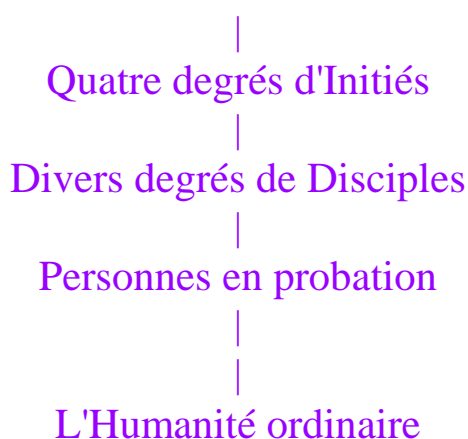 Quatre degrés d'Initiés
Divers degrés de Disciples
Personnes en probation
L'Humanité ordinaire